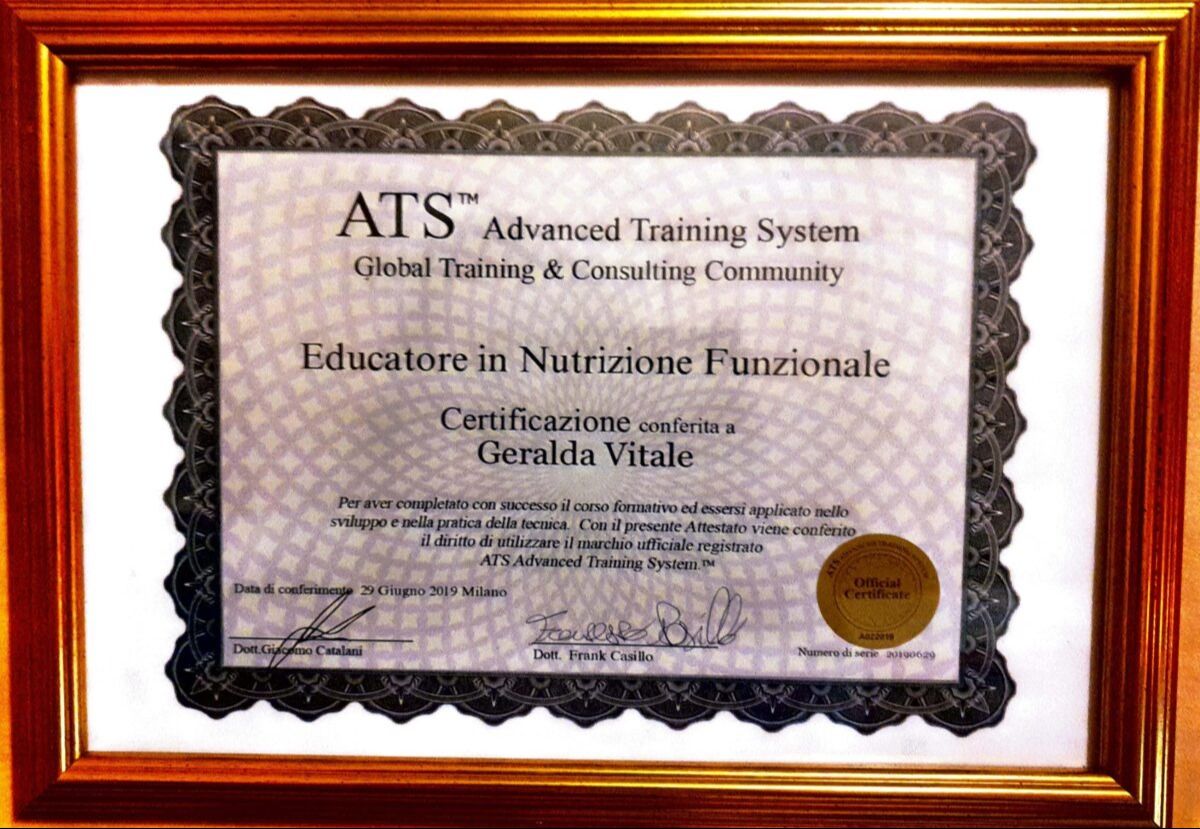 ATS™ Advanced Training System
Global Training & Consulting Community
Educatore in Nutrizione Funzionale
Certificazione conferita a
Geralda Vitale
Per aver completato con successo il corso formativo ed essersi applicato nello
sviluppo e nella pratica della tecnica. Con il presente Attestato viene conferito
il diritto di utilizzare il marchio ufficiale registrato
ATS Advanced Training System.™
Data di conferimento 29 Giugno 2019 Milano
Official
Certificate
Dott.Giacomo Catalani
Dott. Frank Casillo
Numero di serie 20190629